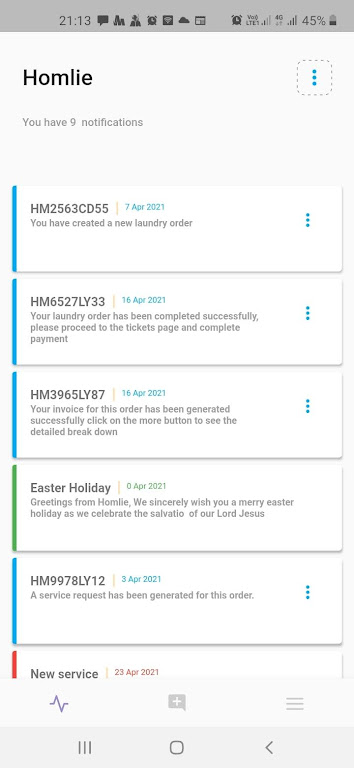 21:13
Vo)) LTE1 4G 45%
Homlie
You have 9 notifications
HM2563CD55 7 Apr 2021
You have created a new laundry order
HM6527LY33 16 Apr 2021
Your laundry order has been completed successfully,
please proceed to the tickets page and complete
payment
HM3965LY87 16 Apr 2021
Your invoice for this order has been generated
successfully click on the more button to see the
detailed break down
Easter Holiday 0 Apr 2021
Greetings from Homlie, We sincerely wish you a merry easter
holiday as we celebrate the salvatio of our Lord Jesus
HM9978LY12 3 Apr 2021
A service request has been generated for this order.
New service 23 Apr 2021